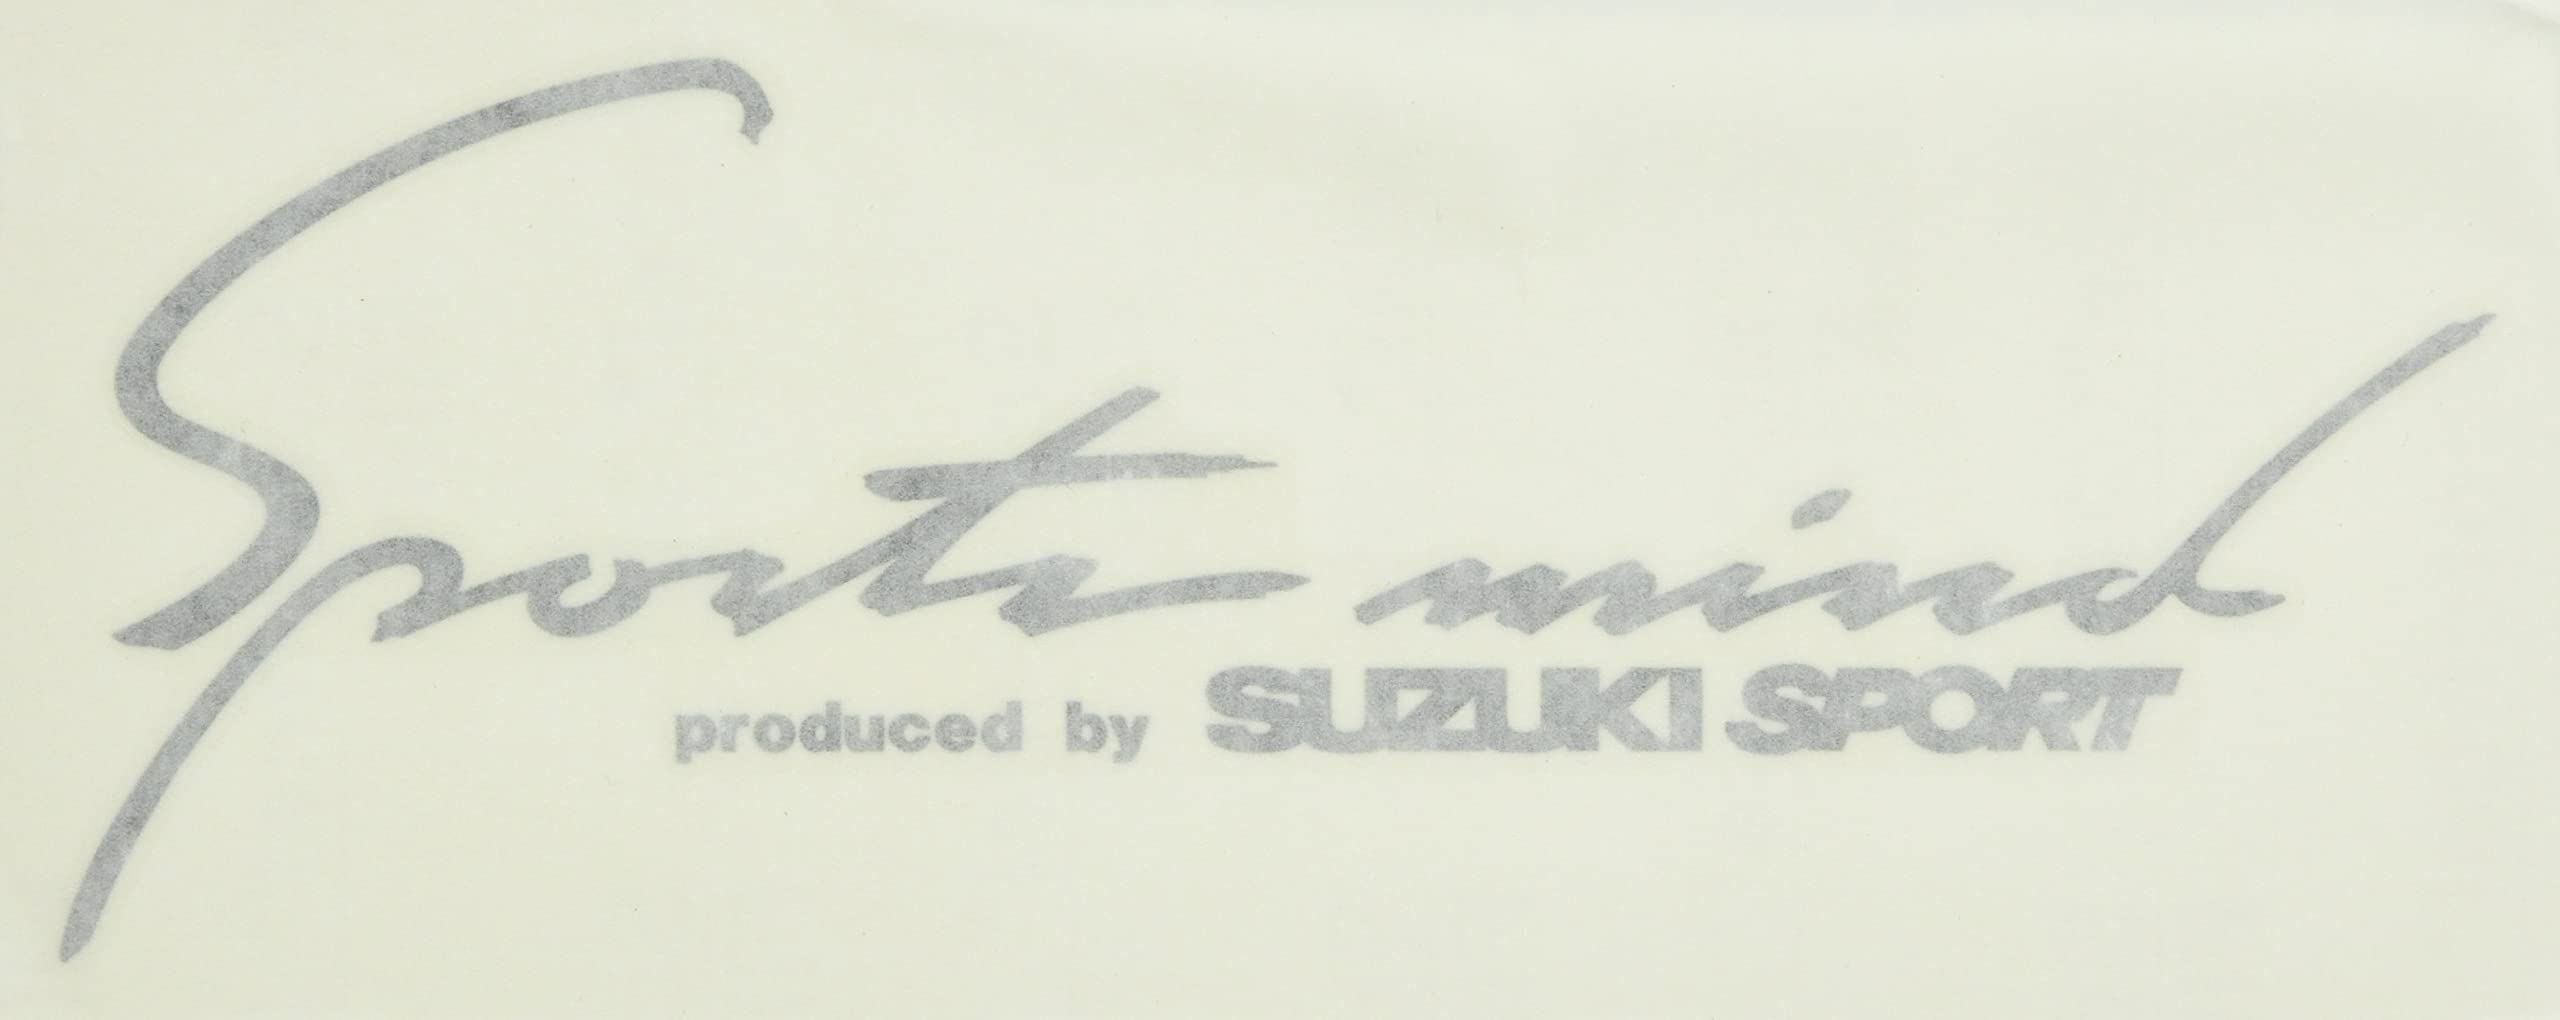 Sports mind
produced by SUZUKI SPORT